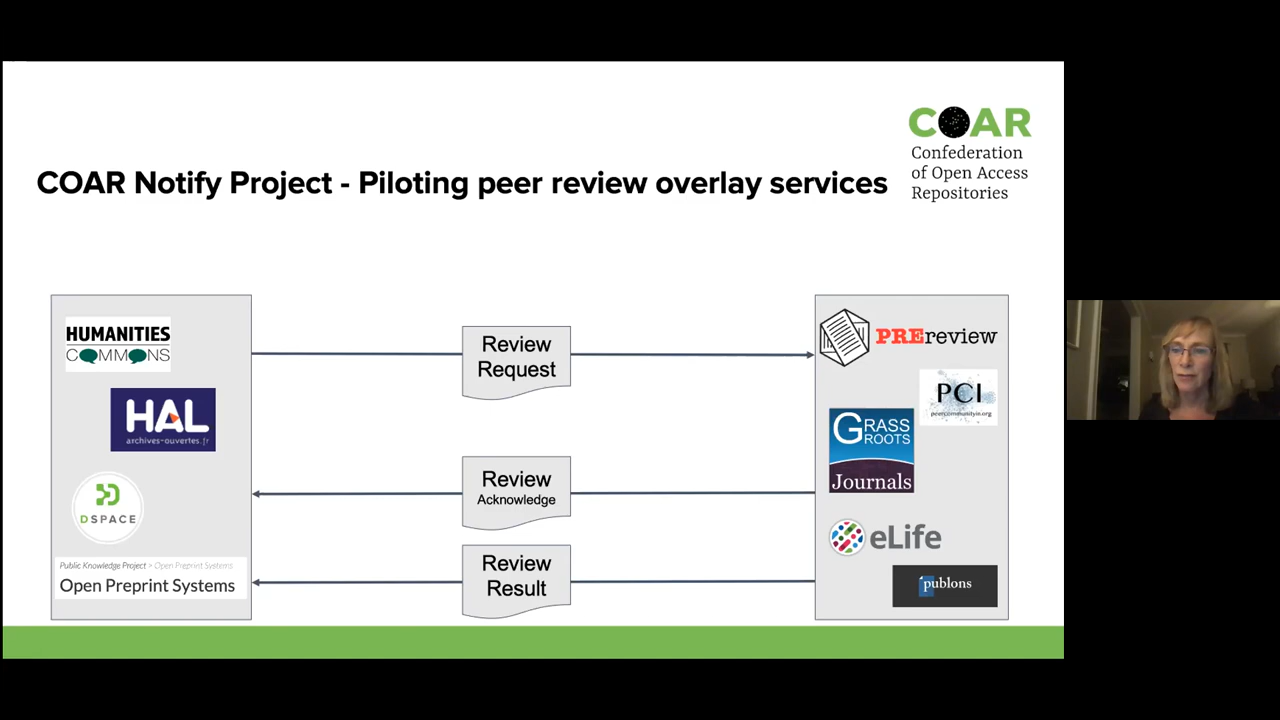 COAR
Confederation
of Open Access
Repositories
COAR Notify Project - Piloting peer review overlay services
HUMANITIES
COMMONS
HAL
archives-ouvertes.fr
DSPACE
Public Knowledge Project > Open Preprint Systems
Open Preprint Systems
Review
Request
Review
Acknowledge
Review
Result
PREreview
PCI
peercommunityin.org
GRASS
ROOTS
Journals
eLife
publons